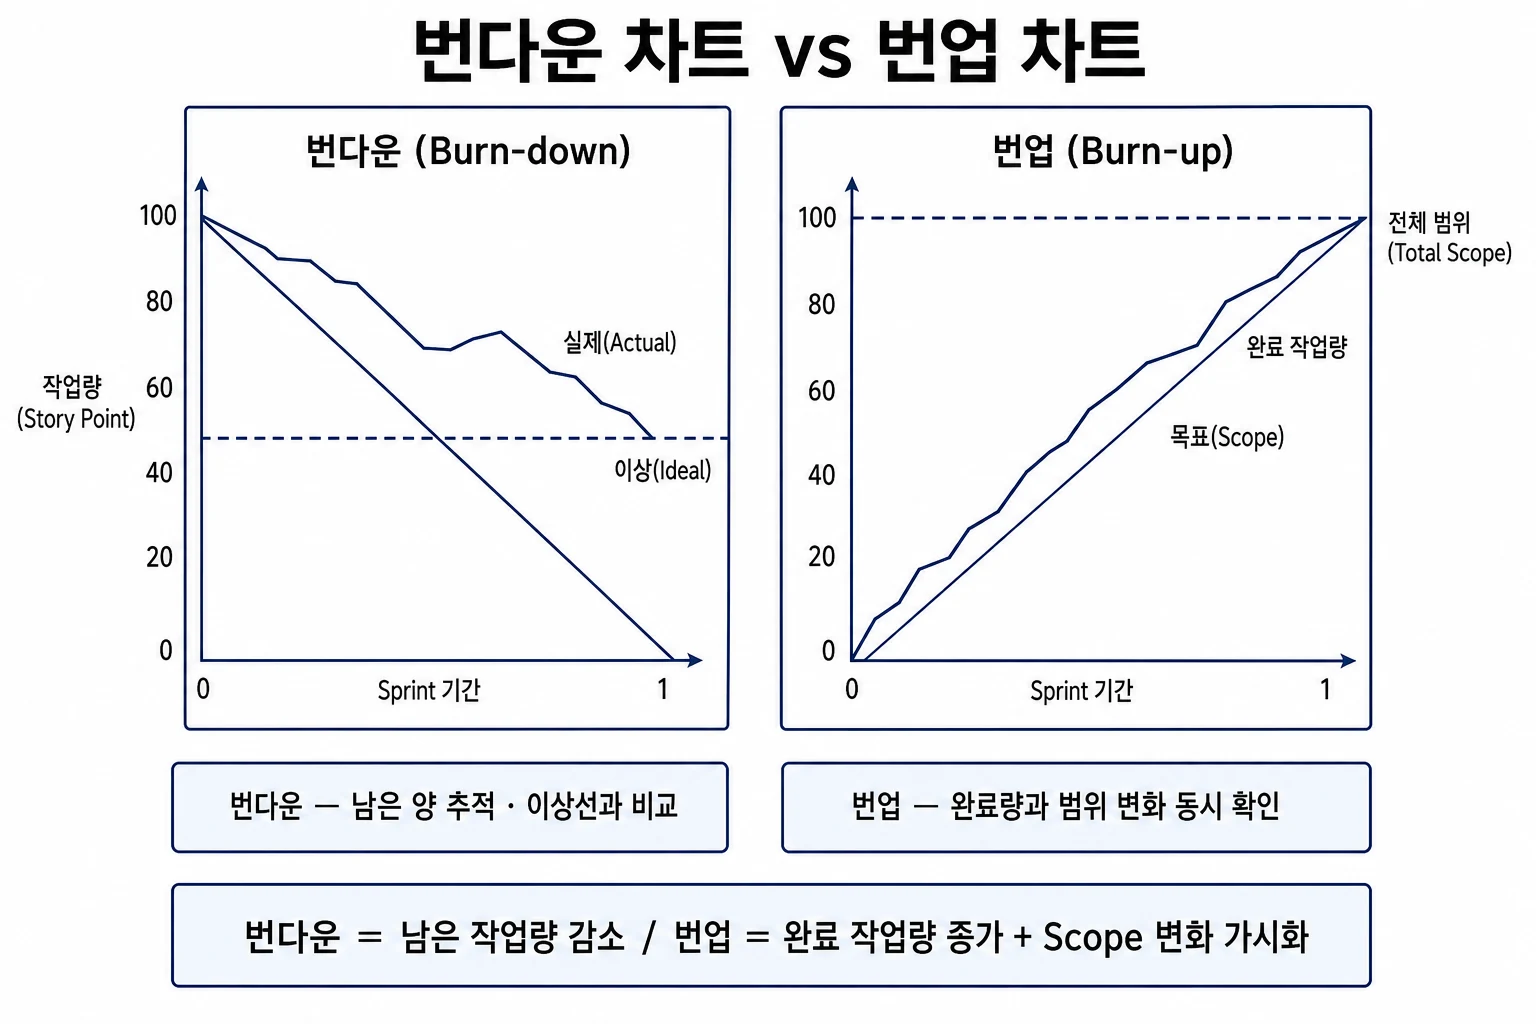 번다운 차트 vs 번업 차트
번다운 (Burn-down)
100
80
60
40
20
0
작업량
(Story Point)
실제(Actual)
이상(Ideal)
0
Sprint 기간
1
번업 (Burn-up)
100
80
60
40
20
0
전체 범위
(Total Scope)
완료 작업량
목표(Scope)
0
Sprint 기간
1
번다운 — 남은 양 추적 · 이상선과 비교
번업 — 완료량과 범위 변화 동시 확인
번다운 = 남은 작업량 감소 / 번업 = 완료 작업량 종가 + Scope 변화 가시화